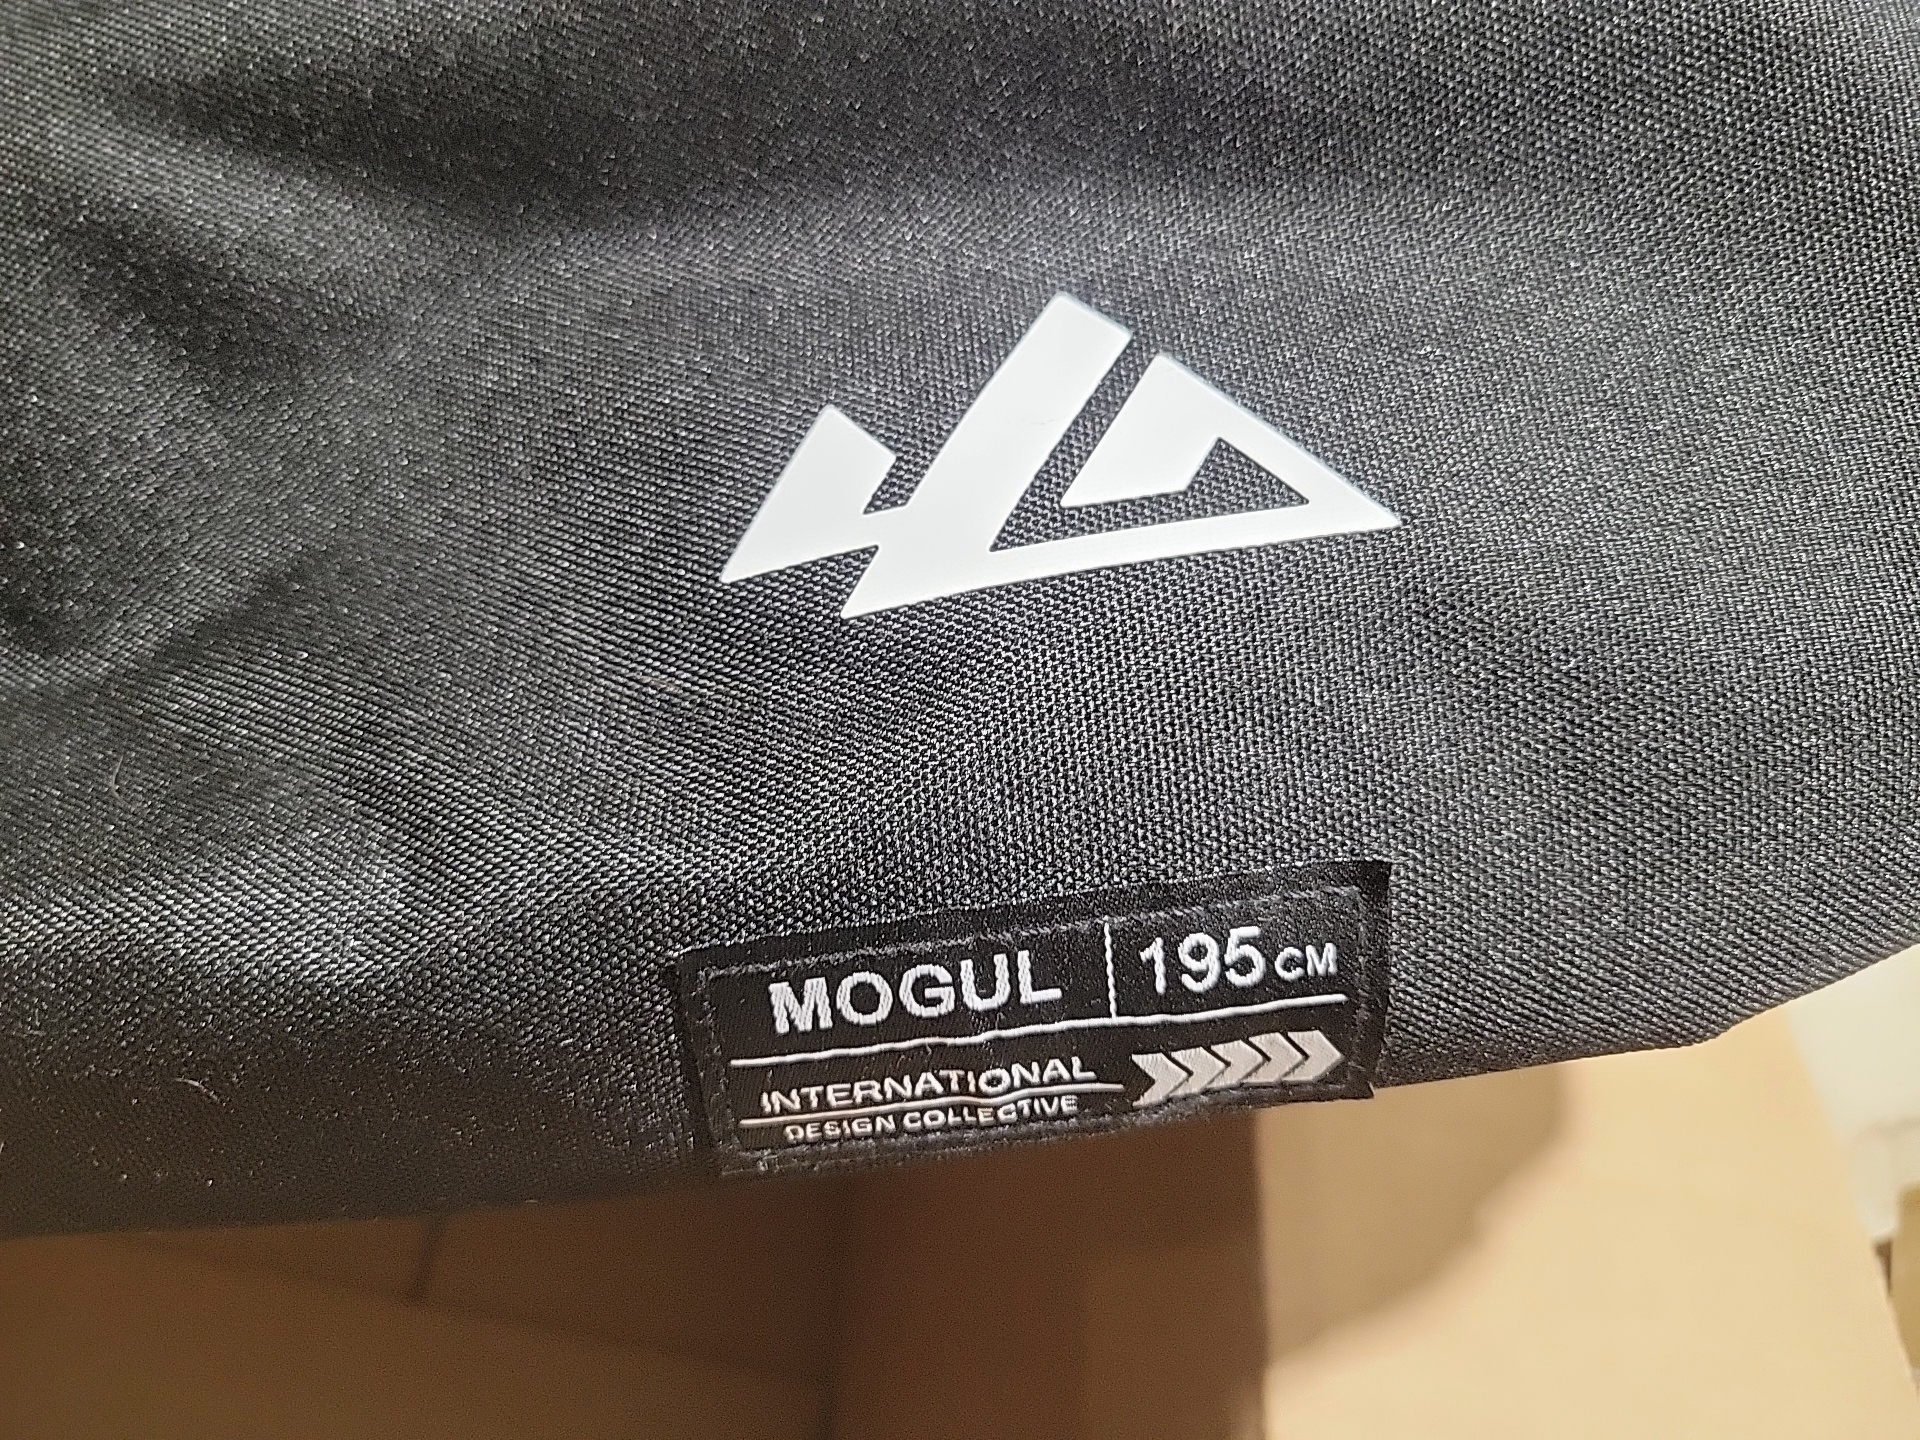 MOGUL 195CM
INTERNATIONAL
DESIGN COLLECTIVE